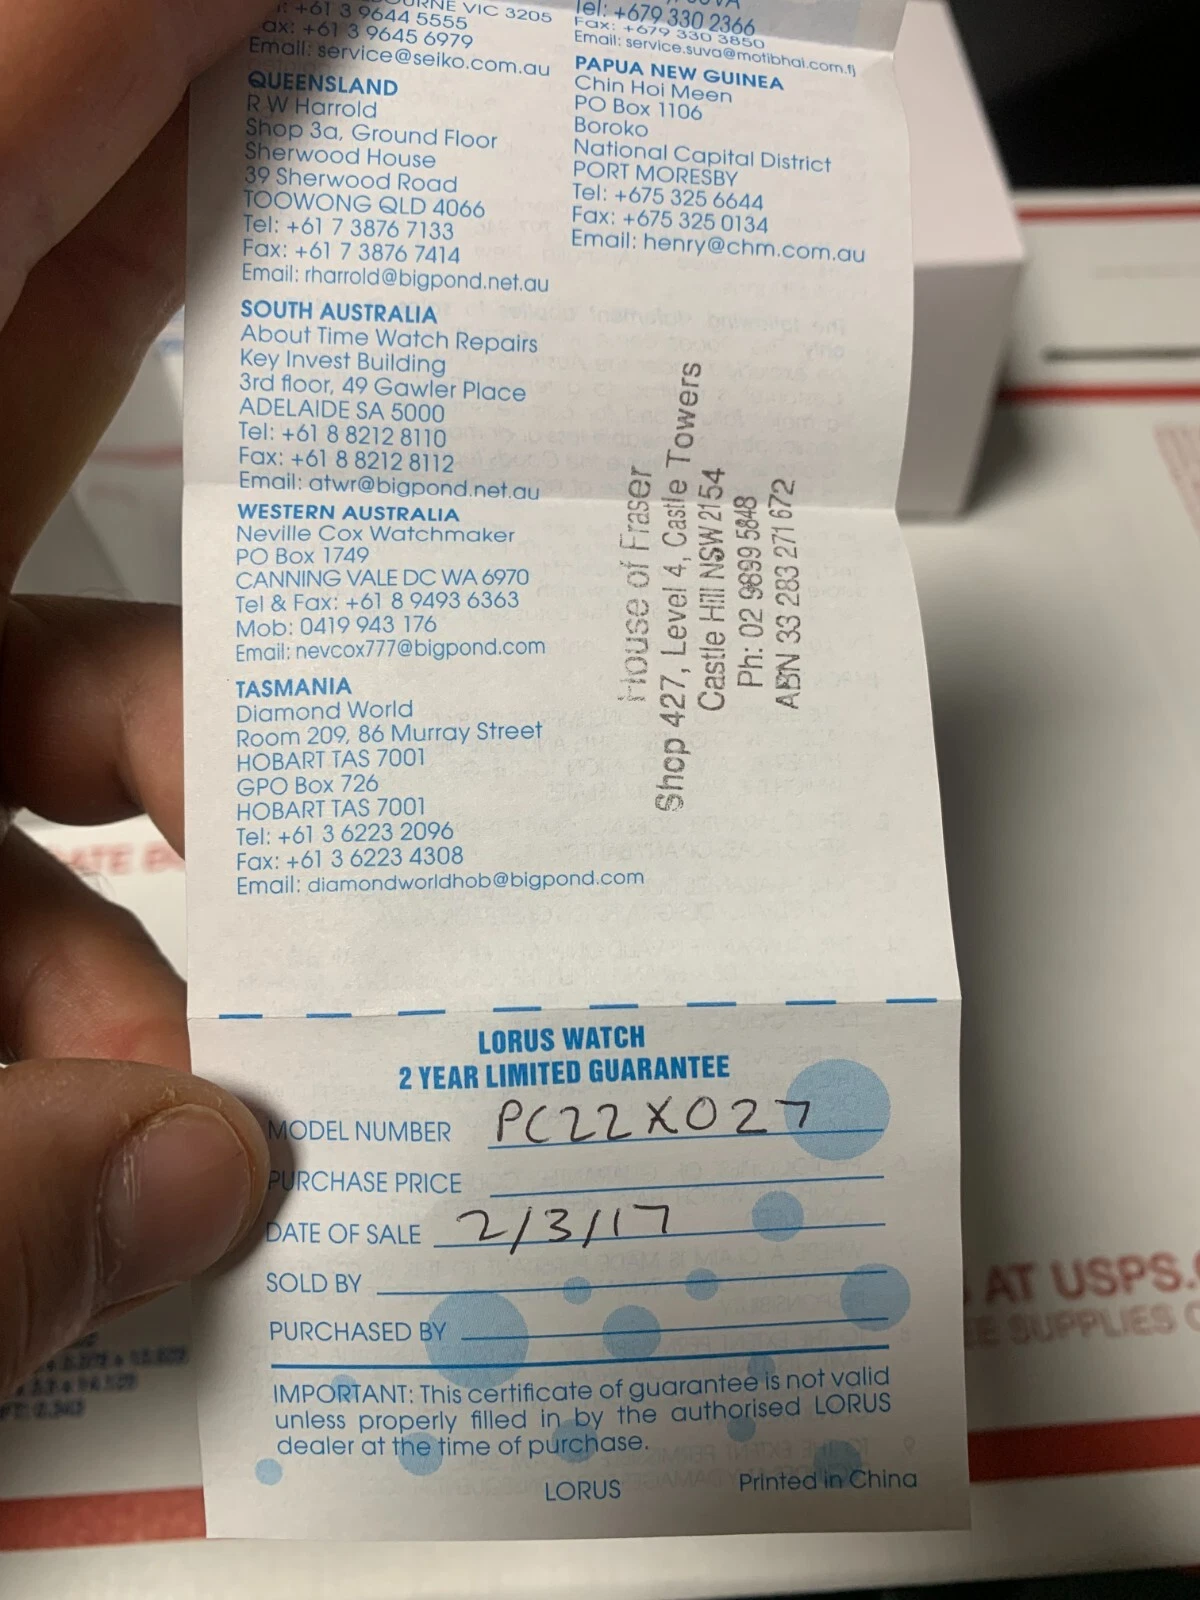 +61 3 9644 5555
+61 3 9645 6979
Email: service@seiko.com.au
QUEENSLAND
R W Harrold
Shop 3a, Ground Floor
Sherwood House
39 Sherwood Road
TOOWONG QLD 4066
Tel: +61 7 3876 7133
Fax: +61 7 3876 7414
Email: rharrold@bigpond.net.au
SOUTH AUSTRALIA
About Time Watch Repairs
Key Invest Building
3rd floor, 49 Gawler Place
ADELAIDE SA 5000
Tel: +61 8 8212 8110
Fax: +61 8 8212 8112
Email: atwr@bigpond.net.au
WESTERN AUSTRALIA
Neville Cox Watchmaker
PO Box 1749
CANNING VALE DC WA 6970
Tel & Fax: +61 8 9493 6363
Mob: 0419 943 176
Email: nevcox777@bigpond.com
TASMANIA
Diamond World
Room 209, 86 Murray Street
HOBART TAS 7001
GPO Box 726
HOBART TAS 7001
Tel: +61 3 6223 2096
Fax: +61 3 6223 4308
Email: diamondworldhob@bigpond.com
Tel: +679 330 2366
Fax: +679 330 3850
Email: service.suva@motibhai.com.fj
PAPUA NEW GUINEA
Chin Hoi Meen
PO Box 1106
Boroko
National Capital District
PORT MORESBY
Tel: +675 325 6644
Fax: +675 325 0134
Email: henry@chm.com.au
House of Fraser
Shop 427, Level 4, Castle Towers
Castle Hill NSW 2154
Ph: 02 9899 5848
ABN 33 283 271 672
LORUS WATCH
2 YEAR LIMITED GUARANTEE
MODEL NUMBER PC22X027
PURCHASE PRICE
DATE OF SALE 2/3/17
SOLD BY
PURCHASED BY
IMPORTANT: This certificate of guarantee is not valid
unless properly filled in by the authorised LORUS
dealer at the time of purchase.
LORUS Printed in China
AT USPS.
SUPPLIES